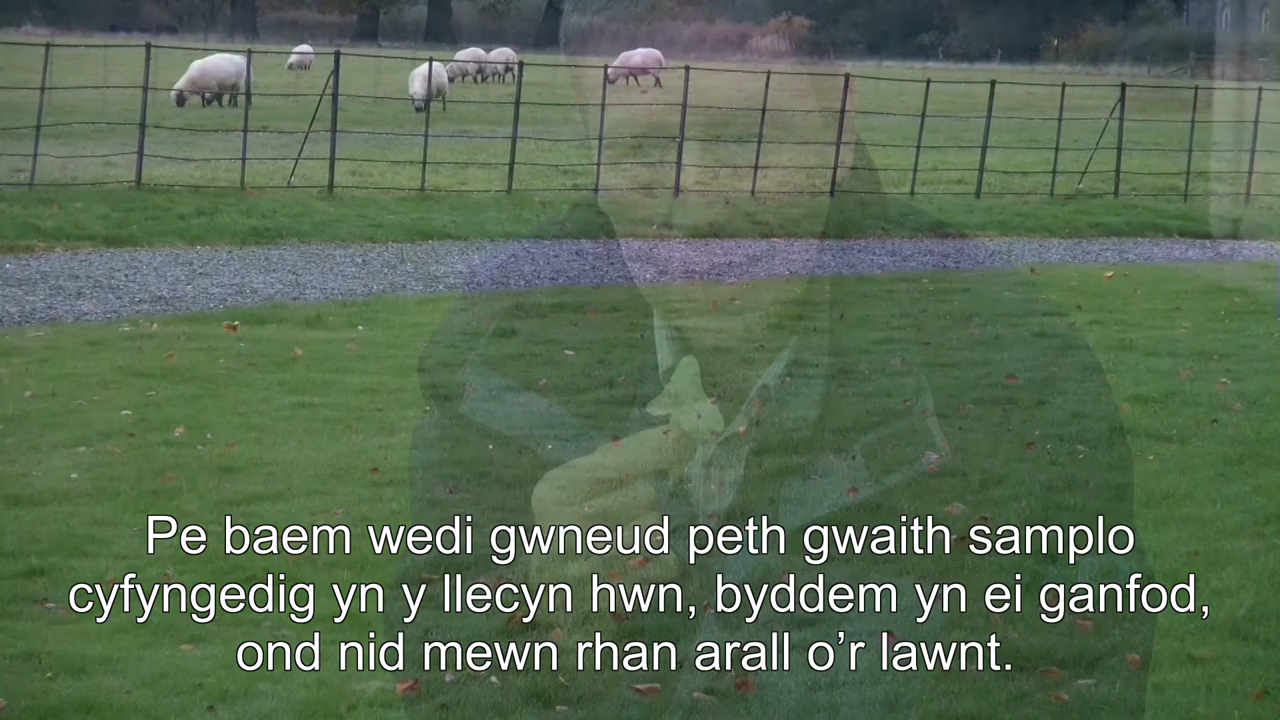 Pe baem wedi gwneud peth gwaith samplo
cyfyngedig yn y llecyn hwn, byddem yn ei ganfod,
ond nid mewn rhan arall o’r lawnt.